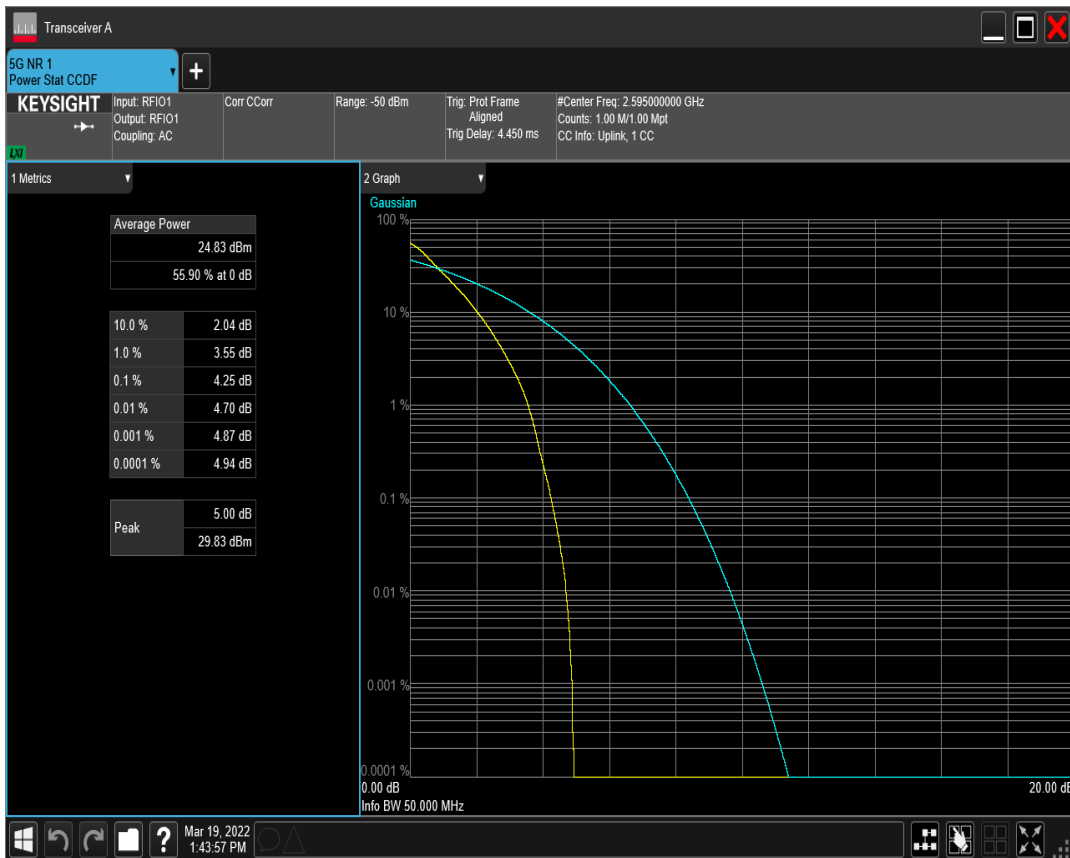 Transceiver A
5G NR 1
Power Stat CCDF
KEYSIGHT
LXI
Input: RFIO1
Output: RFIO1
Coupling: AC
Corr CCorr
Range: -50 dBm
Trig: Prot Frame
Aligned
Trig Delay: 4.450 ms
#Center Freq: 2.595000000 GHz
Counts: 1.00 M/1.00 Mpt
CC Info: Uplink, 1 CC
1 Metrics
Average Power
24.83 dBm
55.90 % at 0 dB
10.0 % 2.04 dB
1.0 % 3.55 dB
0.1 % 4.25 dB
0.01 % 4.70 dB
0.001 % 4.87 dB
0.0001 % 4.94 dB
Peak
5.00 dB
29.83 dBm
2 Graph
Gaussian
100 %
10 %
1 %
0.1 %
0.01 %
0.001 %
0.0001 %
0.00 dB 20.00 dB
Info BW 50.000 MHz
?
Mar 19, 2022
1:43:57 PM